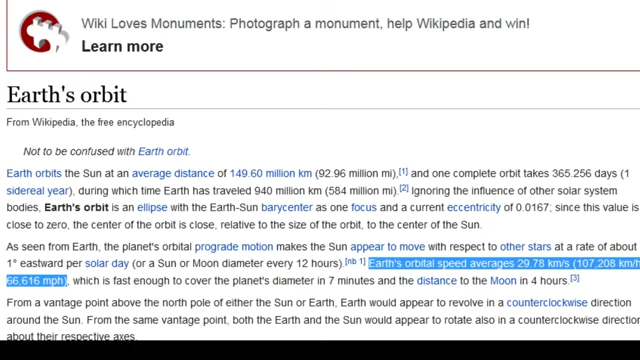 Wiki Loves Monuments: Photograph a monument, help Wikipedia and win!
Learn more
Earth's orbit
From Wikipedia, the free encyclopedia
Not to be confused with Earth orbit.
Earth orbits the Sun at an average distance of 149.60 million km (92.96 million mi),[1] and one complete orbit takes 365.256 days (1
sidereal year), during which time Earth has traveled 940 million km (584 million mi).[2] Ignoring the influence of other solar system
bodies, Earth's orbit is an ellipse with the Earth-Sun barycenter as one focus and a current eccentricity of 0.0167; since this value is
close to zero, the center of the orbit is close, relative to the size of the orbit, to the center of the Sun.
As seen from Earth, the planet's orbital prograde motion makes the Sun appear to move with respect to other stars at a rate of about
1° eastward per solar day (or a Sun or Moon diameter every 12 hours).[nb 1] Earth's orbital speed averages 29.78 km/s (107,208 km/h
66,616 mph), which is fast enough to cover the planet's diameter in 7 minutes and the distance to the Moon in 4 hours.[3]
From a vantage point above the north pole of either the Sun or Earth, Earth would appear to revolve in a counterclockwise direction
around the Sun. From the same vantage point, both the Earth and the Sun would appear to rotate also in a counterclockwise direction
about their respective axes.